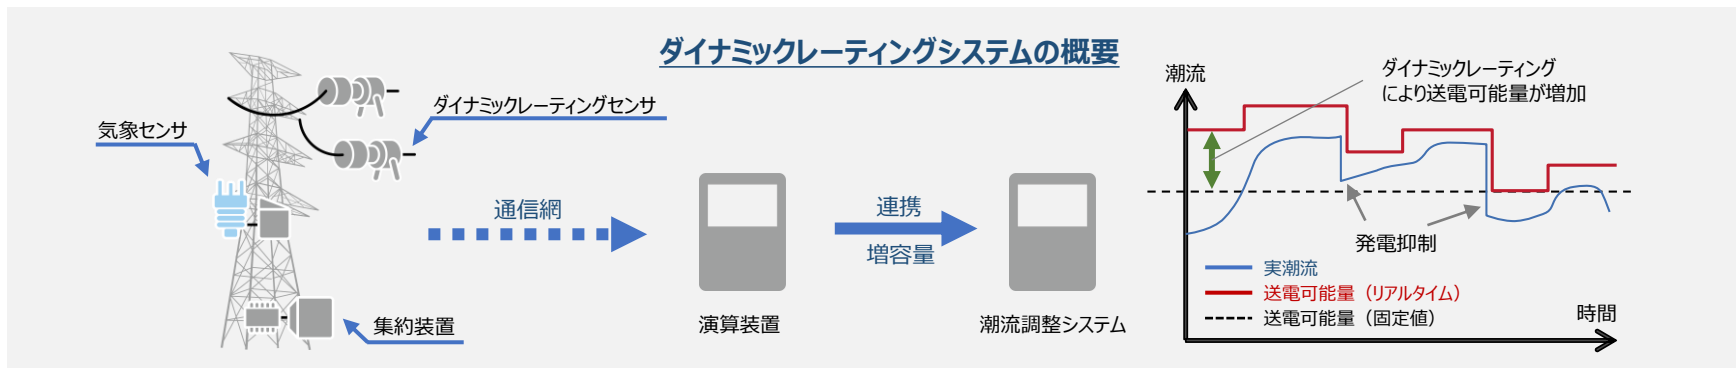 ダイナミックレーティングシステムの概要
気象センサ
ダイナミックレーティングセンサ
集約装置
通信網
演算装置
連携
増容量
潮流調整システム
潮流
ダイナミックレーティング
により送電可能量が増加
発電抑制
実潮流
送電可能量（リアルタイム）
送電可能量（固定値）
時間